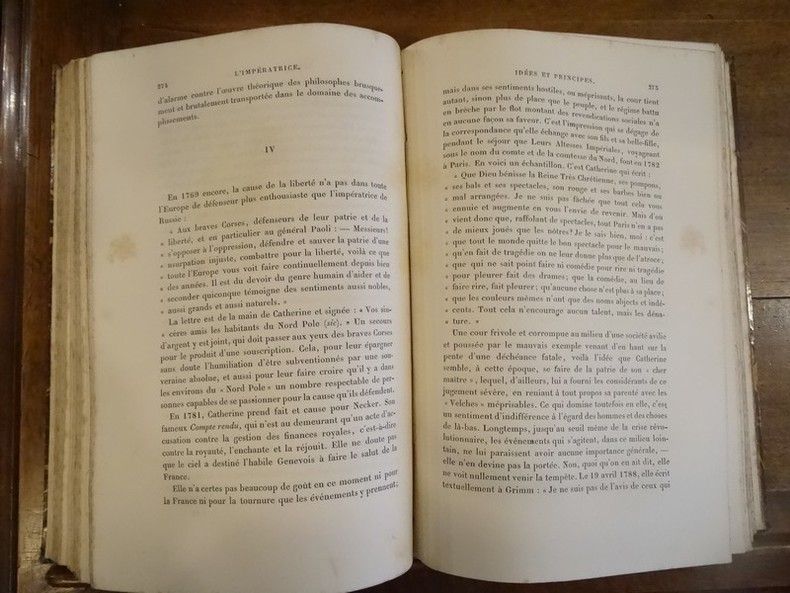 274
L'IMPÉRATRICE.
d'alarme contre l'œuvre théorique des philosophes brusque-
ment et brutalement transportée dans le domaine des accom-
plissements.
IV
En 1769 encore, la cause de la liberté n'a pas dans toute
l'Europe de défenseur plus enthousiaste que l'impératrice de
Russie :
« Aux braves Corses, défenseurs de leur patrie et de la
« liberté, et en particulier au général Paoli : — Messieurs!
« s'opposer à l'oppression, défendre et sauver la patrie d'une
« usurpation injuste, combattre pour la liberté, voilà ce que
« toute l'Europe vous voit faire continuellement depuis bien
« des années. Il est du devoir du genre humain d'aider et de
« seconder quiconque témoigne des sentiments aussi nobles,
« aussi grands et aussi naturels. »
La lettre est de la main de Catherine et signée : « Vos sin-
« cères amis les habitants du Nord Pole (sic). » Un secours
d'argent y est joint, qui doit passer aux yeux des braves Corses
pour le produit d'une souscription. Cela, pour leur épargner
sans doute l'humiliation d'être subventionnés par une sou-
veraine absolue, et aussi pour leur faire croire qu'il y a dans
les environs du « Nord Pole » un nombre respectable de per-
sonnes capables de se passionner pour la cause qu'ils défendent.
En 1781, Catherine prend fait et cause pour Necker. Son
fameux Compte rendu, qui n'est au demeurant qu'un acte d'ac-
cusation contre la gestion des finances royales, c'est-à-dire
contre la royauté, l'enchante et la réjouit. Elle ne doute pas
que le ciel a destiné l'habile Genevois à faire le salut de la
France.
Elle n'a certes pas beaucoup de goût en ce moment ni pour
la France ni pour la tournure que les événements y prennent;
IDÉES ET PRINCIPES.
275
mais dans ses sentiments hostiles, ou méprisants, la cour tient
autant, sinon plus de place que le peuple, et le régime battu
en brèche par le flot montant des revendications sociales n'a
en aucune façon sa faveur. C'est l'impression qui se dégage de
la correspondance qu'elle échange avec son fils et sa belle-fille,
pendant le séjour que Leurs Altesses Impériales, voyageant
sous le nom du comte et de la comtesse du Nord, font en 1782
à Paris. En voici un échantillon. C'est Catherine qui écrit :
« Que Dieu bénisse la Reine Très Chrétienne, ses pompons,
« ses bals et ses spectacles, son rouge et ses barbes bien ou
« mal arrangées. Je ne suis pas fâchée que tout cela vous
« ennuie et augmente en vous l'envie de revenir. Mais d'où
« vient donc que, raffolant de spectacles, tout Paris n'en a pas
« de mieux joués que les nôtres? Je le sais bien, moi : c'est
« que tout le monde quitte le bon spectacle pour le mauvais;
« qu'en fait de tragédie on ne leur donne plus que de l'atroce;
« que qui ne sait point faire ni comédie pour rire ni tragédie
« pour pleurer fait des drames; que la comédie, au lieu de
« faire rire, fait pleurer; qu'aucune chose n'est plus à sa place;
« que les couleurs mêmes n'ont que des noms abjects et indé-
« cents. Tout cela n'encourage aucun talent, mais les déna-
« ture. »
Une cour frivole et corrompue au milieu d'une société avilie
et poussée par le mauvais exemple venant d'en haut sur la
pente d'une déchéance fatale, voilà l'idée que Catherine
semble, à cette époque, se faire de la patrie de son « cher
maître », lequel, d'ailleurs, lui a fourni les considérants de ce
jugement sévère, en reniant à tout propos sa parenté avec les
« Velches » méprisables. Ce qui domine toutefois en elle, c'est
un sentiment d'indifférence à l'égard des hommes et des choses
de là-bas. Longtemps, jusqu'au seuil même de la crise révo-
lutionnaire, les événements qui s'agitent, dans ce milieu loin-
tain, ne lui paraissent avoir aucune importance générale, —
elle n'en devine pas la portée. Non, quoi qu'on en ait dit, elle
ne voit nullement venir la tempête. Le 19 avril 1788, elle écrit
textuellement à Grimm : « Je ne suis pas de l'avis de ceux qui